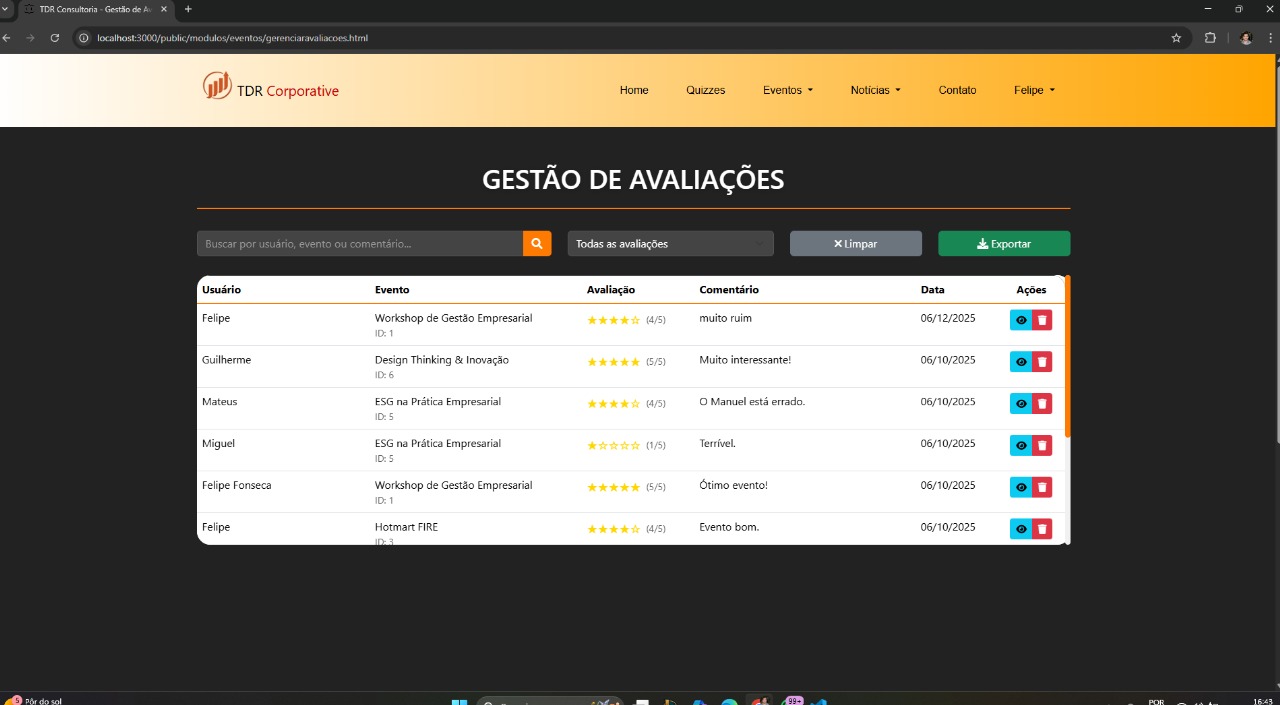 TDR Consultoria - Gestão de Av
localhost:3000/public/modulos/eventos/gerenciaravaliacoes.html
TDR Corporative Home Quizzes Eventos Notícias Contato Felipe
GESTÃO DE AVALIAÇÕES
Buscar por usuário, evento ou comentário... Todas as avaliações Limpar Exportar
Usuário Evento Avaliação Comentário Data Ações
Felipe Workshop de Gestão Empresarial (4/5) muito ruim 06/12/2025
ID: 1
Guilherme Design Thinking & Inovação (5/5) Muito interessante! 06/10/2025
ID: 6
Mateus ESG na Prática Empresarial (4/5) O Manuel está errado. 06/10/2025
ID: 5
Miguel ESG na Prática Empresarial (1/5) Terrível. 06/10/2025
ID: 5
Felipe Fonseca Workshop de Gestão Empresarial (5/5) Ótimo evento! 06/10/2025
ID: 1
Felipe Hotmart FIRE (4/5) Evento bom. 06/10/2025
ID: 3
5 Pôr do sol 99+ POR 16:43